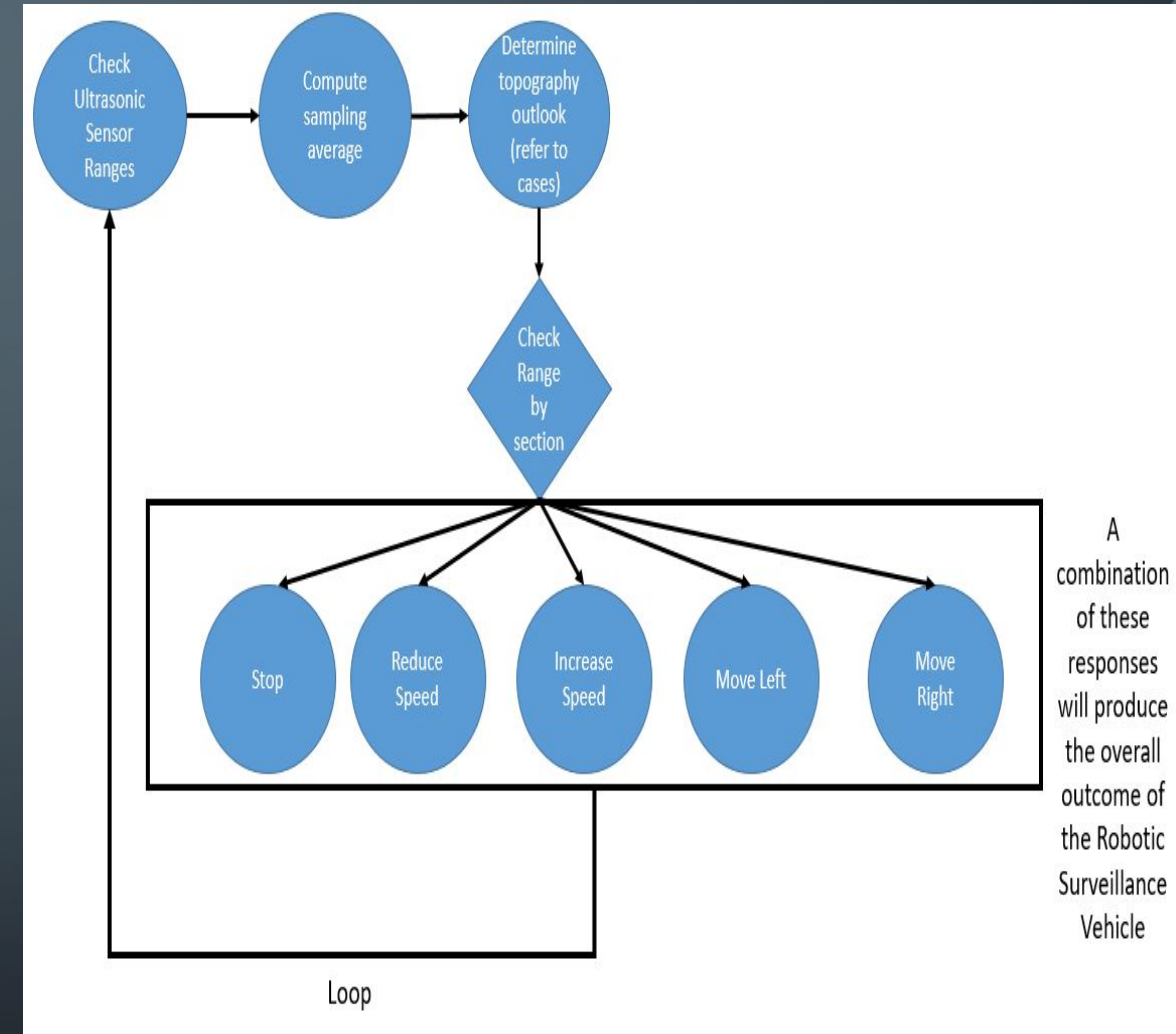 Check
Ultrasonic
Sensor
Ranges
Compute
sampling
average
Determine
topography
outlook
(refer to
cases)
Check
Range
by
section
Stop
Reduce
Speed
Increase
Speed
Move Left
Move
Right
A
combination
of these
responses
will produce
the overall
outcome of
the Robotic
Surveillance
Vehicle
Loop